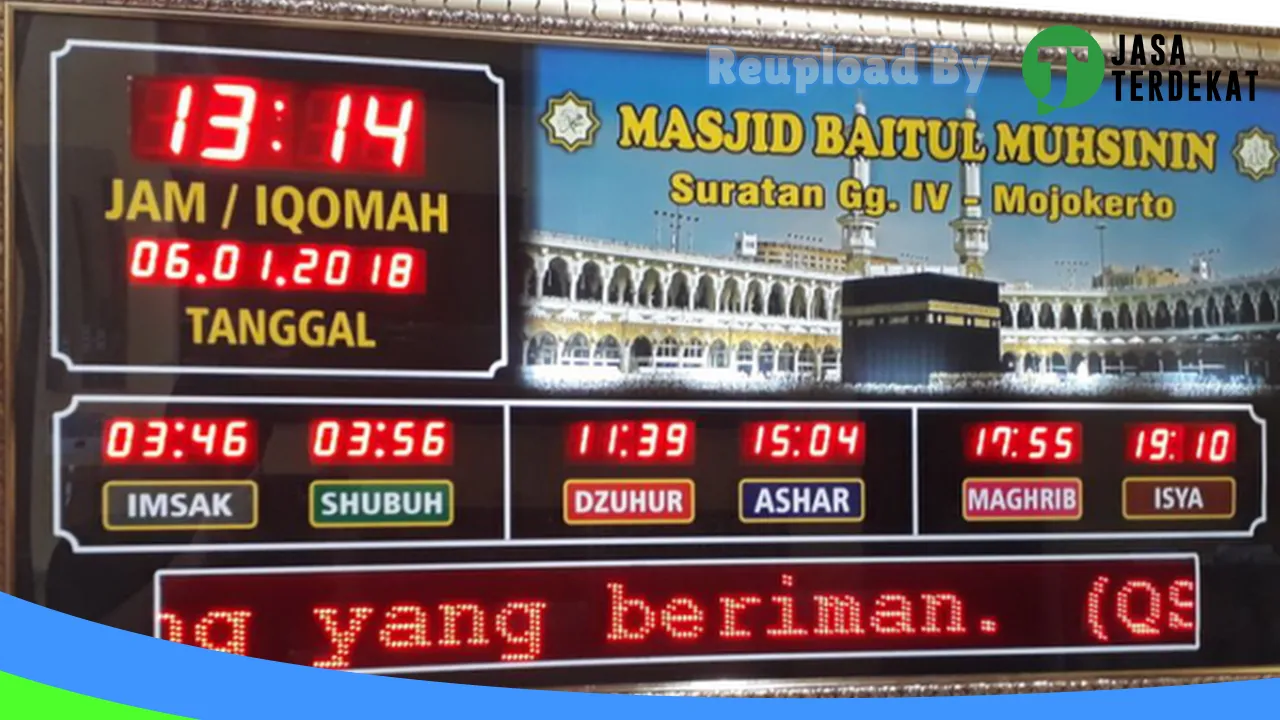 Reupload By
JASA
TERDEKAT
13:14
JAM / IQOMAH
06.01.2018
TANGGAL
MASJID BAITUL MUHSININ
Suratan Gg. IV - Mojokerto
03:46 03:56 11:39 15:04 17:55 19:10
IMSAK SHUBUH DZUHUR ASHAR MAGHRIB ISYA
yang beriman. (QS